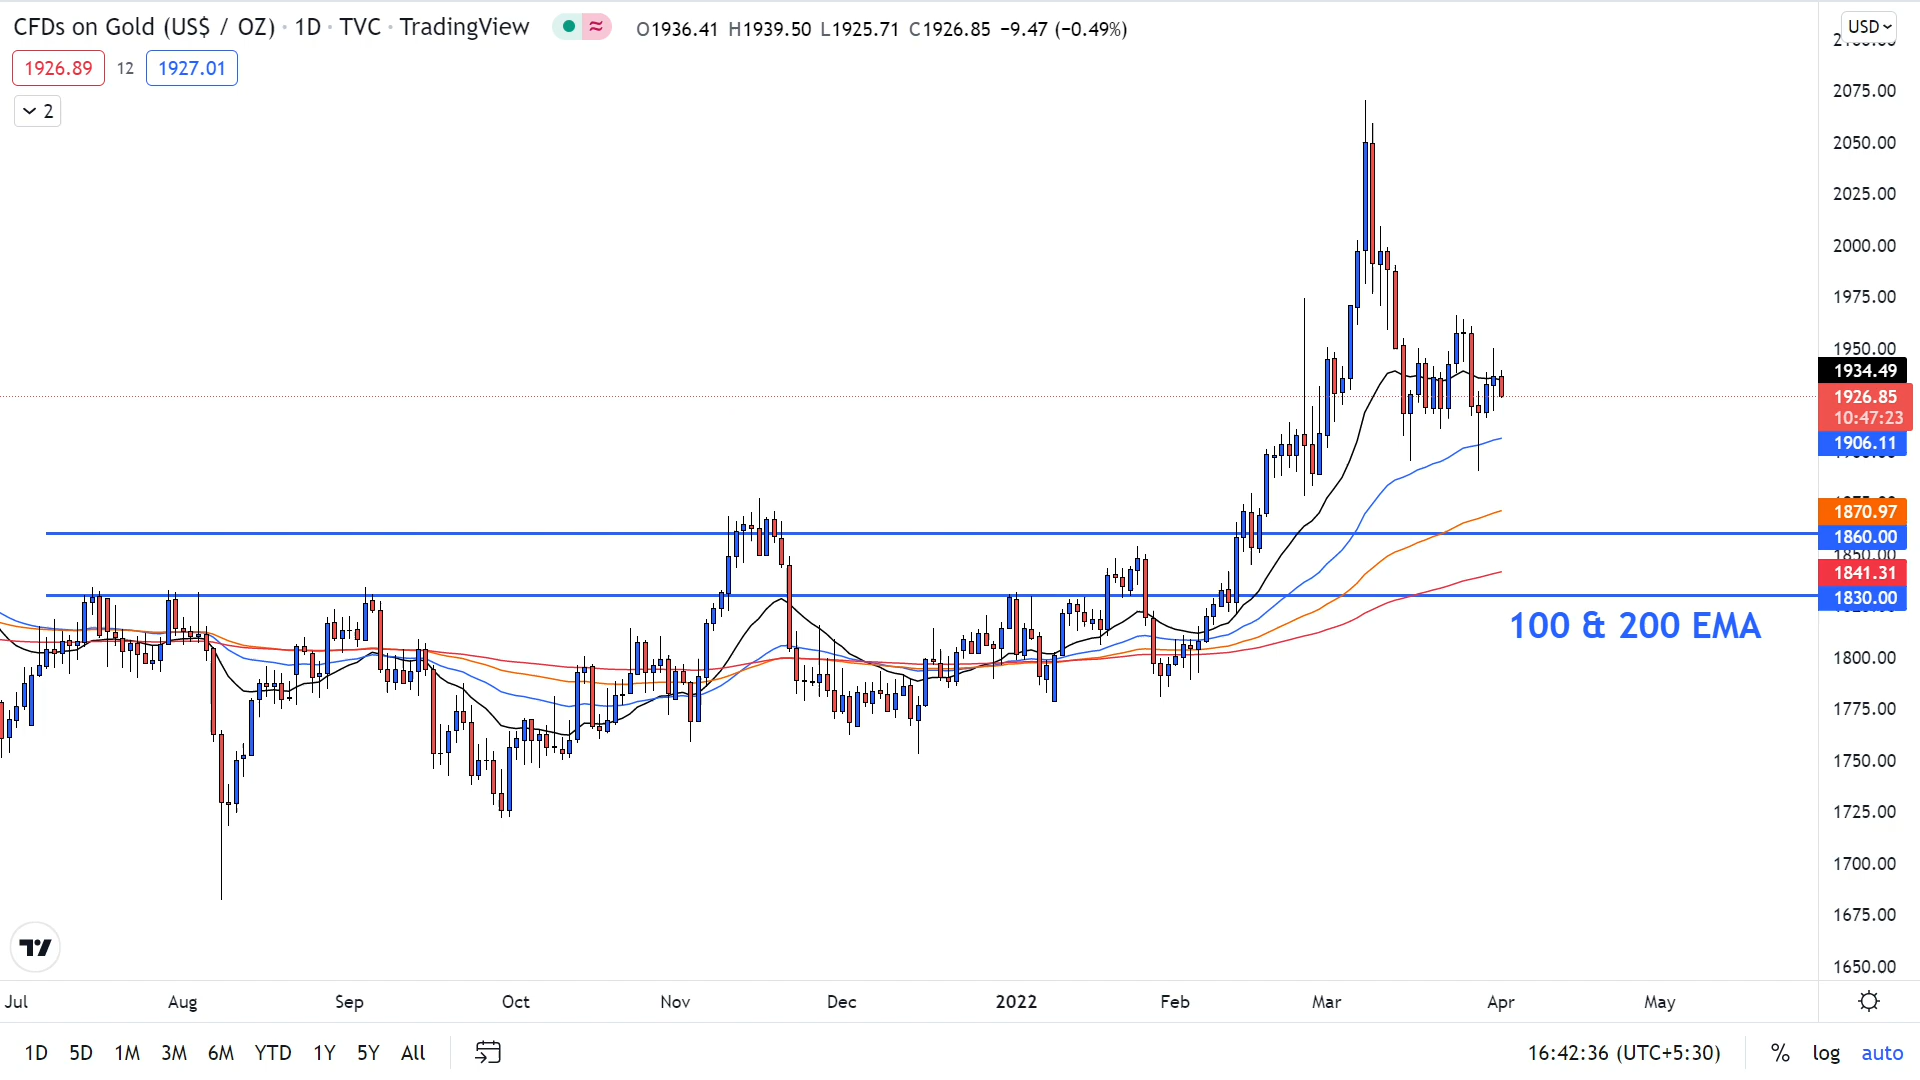 CFDs on Gold (US$ / OZ) · 1D · TVC · TradingView
O1936.41 H1939.50 L1925.71 C1926.85 −9.47 (−0.49%)
USD
1926.89 12 1927.01
2
2075.00
2050.00
2025.00
2000.00
1975.00
1950.00
1934.49
1926.85
10:47:23
1906.11
1870.97
1860.00
1850.00
1841.31
1830.00
100 & 200 EMA
1800.00
1775.00
1750.00
1725.00
1700.00
1675.00
1650.00
Jul Aug Sep Oct Nov Dec 2022 Feb Mar Apr May
1D 5D 1M 3M 6M YTD 1Y 5Y All
16:42:36 (UTC+5:30) % log auto